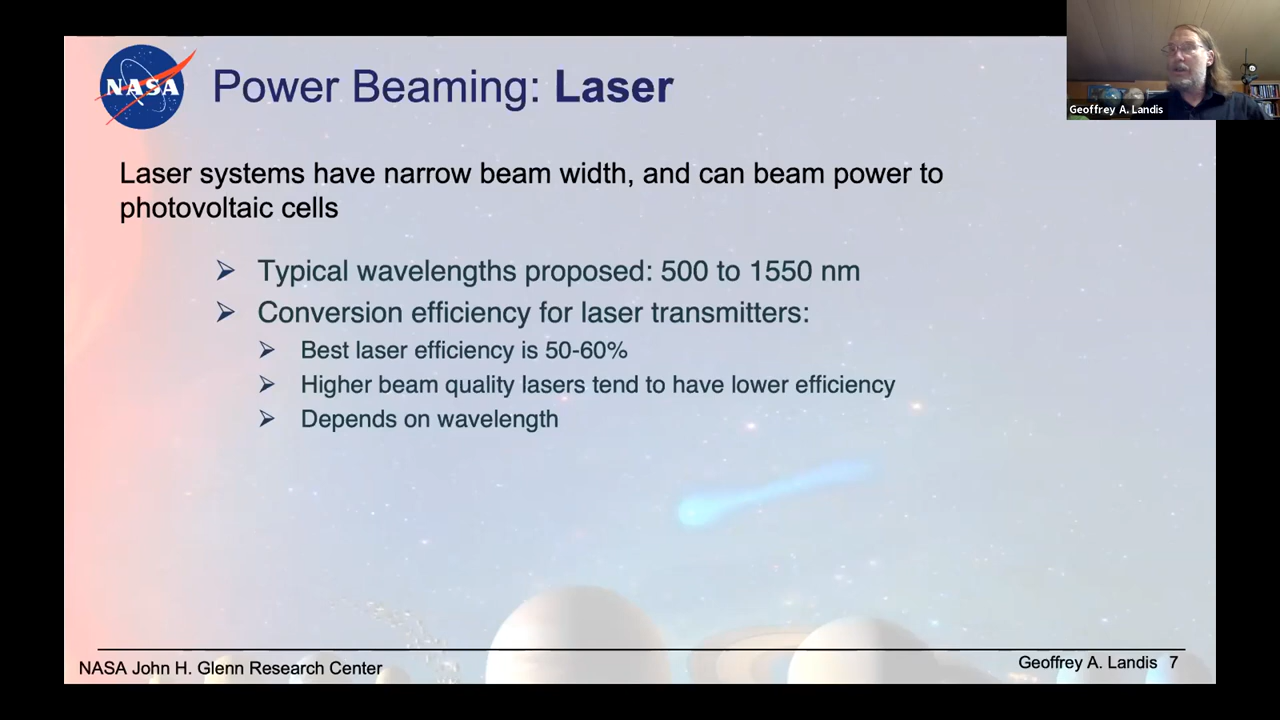 NASA
Power Beaming: Laser
Geoffrey A. Landis
Laser systems have narrow beam width, and can beam power to
photovoltaic cells
➢ Typical wavelengths proposed: 500 to 1550 nm
➢ Conversion efficiency for laser transmitters:
➢ Best laser efficiency is 50-60%
➢ Higher beam quality lasers tend to have lower efficiency
➢ Depends on wavelength
NASA John H. Glenn Research Center
Geoffrey A. Landis 7